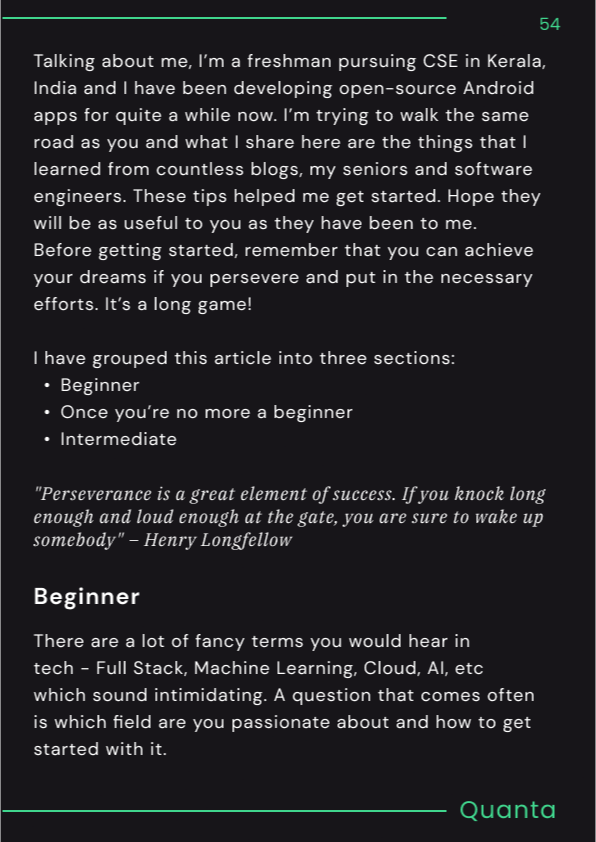 54
Talking about me, I’m a freshman pursuing CSE in Kerala,
India and I have been developing open-source Android
apps for quite a while now. I’m trying to walk the same
road as you and what I share here are the things that I
learned from countless blogs, my seniors and software
engineers. These tips helped me get started. Hope they
will be as useful to you as they have been to me.
Before getting started, remember that you can achieve
your dreams if you persevere and put in the necessary
efforts. It’s a long game!
I have grouped this article into three sections:
• Beginner
• Once you’re no more a beginner
• Intermediate
"Perseverance is a great element of success. If you knock long
enough and loud enough at the gate, you are sure to wake up
somebody" – Henry Longfellow
Beginner
There are a lot of fancy terms you would hear in
tech - Full Stack, Machine Learning, Cloud, AI, etc
which sound intimidating. A question that comes often
is which field are you passionate about and how to get
started with it.
Quanta